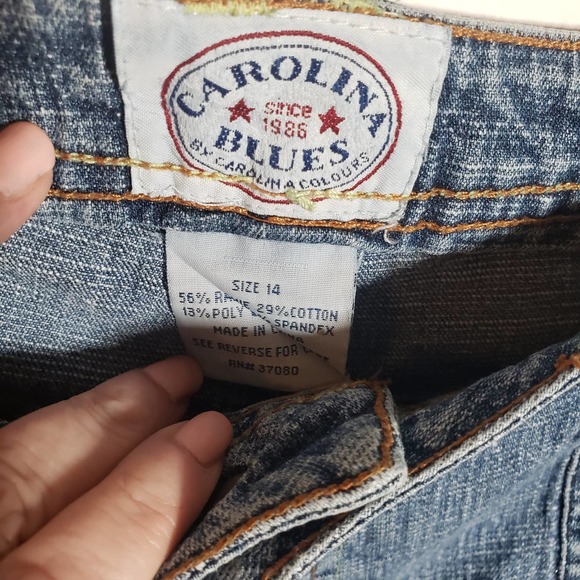 CAROLINA
since
1986
BLUES
BY CAROLINA COLOURS
SIZE 14
56% 29% COTTON
13% POLY SPANDEX
MADE IN
SEE REVERSE FOR
RN# 37080